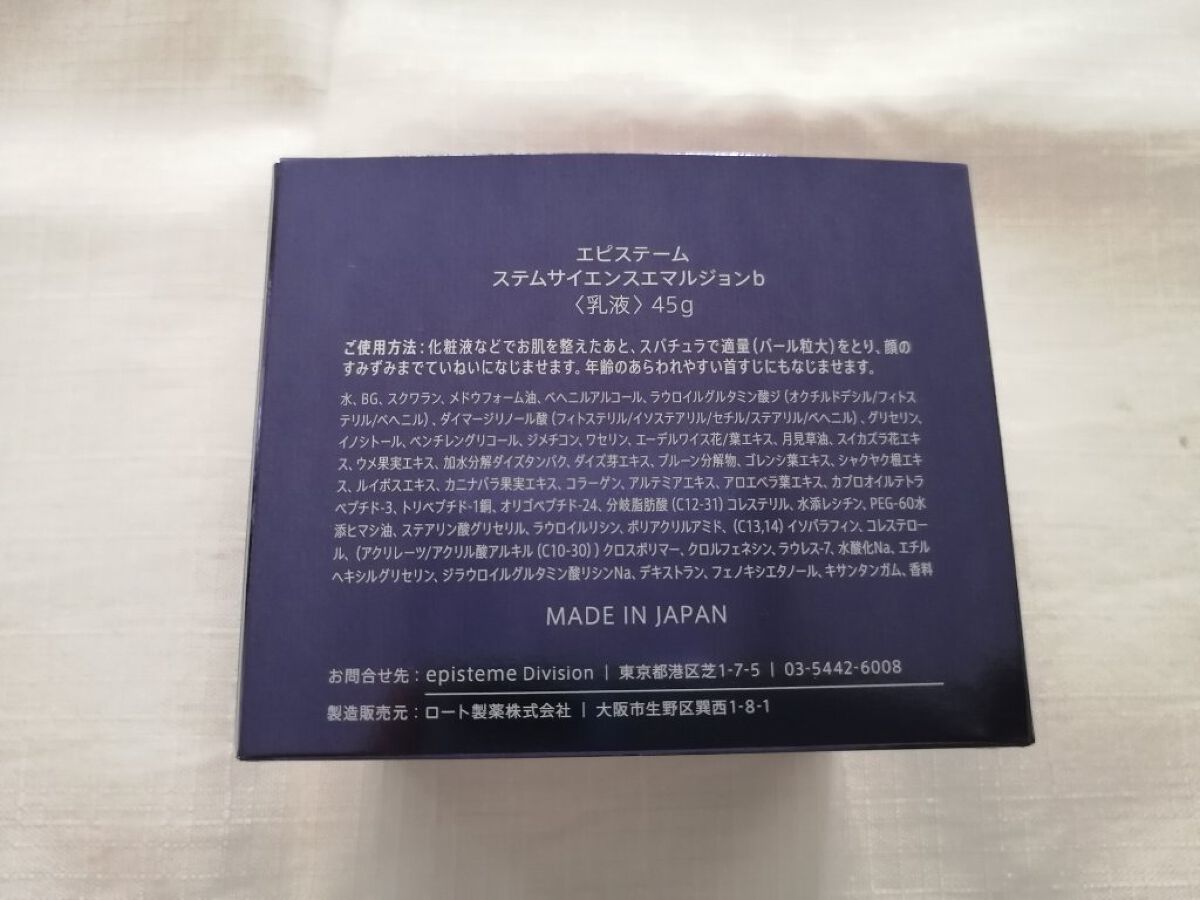 エピステーム
ステムサイエンスエマルジョンb
〈乳液〉45g
ご使用方法：化粧液などでお肌を整えたあと、スパチュラで適量(パール粒大)をとり、顔の
すみずみまでていねいになじませます。年齢のあらわれやすい首すじにもなじませます。
水、BG、スクワラン、メドウフォーム油、ベヘニルアルコール、ラウロイルグルタミン酸ジ(オクチルドデシル/フィトス
テリル/ベヘニル)、ダイマージリノール酸(フィトステリル/イソステアリル/セチル/ステアリル/ベヘニル)、グリセリン、
イノシトール、ペンチレングリコール、ジメチコン、ワセリン、エーデルワイス花/葉エキス、月見草油、スイカズラ花エキ
ス、ウメ果実エキス、加水分解ダイズタンパク、ダイズ芽エキス、プルーン分解物、ゴレンシ葉エキス、シャクヤク根エキ
ス、ルイボスエキス、カニナバラ果実エキス、コラーゲン、アルテミアエキス、アロエベラ葉エキス、カプロオイルテトラ
ペプチド-3、トリペプチド-1銅、オリゴペプチド-24、分岐脂肪酸(C12-31)コレステリル、水添レシチン、PEG-60水
添ヒマシ油、ステアリン酸グリセリル、ラウロイルリシン、ポリアクリルアミド、(C13,14)イソパラフィン、コレステロー
ル、(アクリレーツ/アクリル酸アルキル(C10-30))クロスポリマー、クロルフェネシン、ラウレス-7、水酸化Na、エチル
ヘキシルグリセリン、ジラウロイルグルタミン酸リシンNa、デキストラン、フェノキシエタノール、キサンタンガム、香料
MADE IN JAPAN
お問合せ先：episteme Division | 東京都港区芝1-7-5 | 03-5442-6008
製造販売元：ロート製薬株式会社 | 大阪市生野区巽西1-8-1